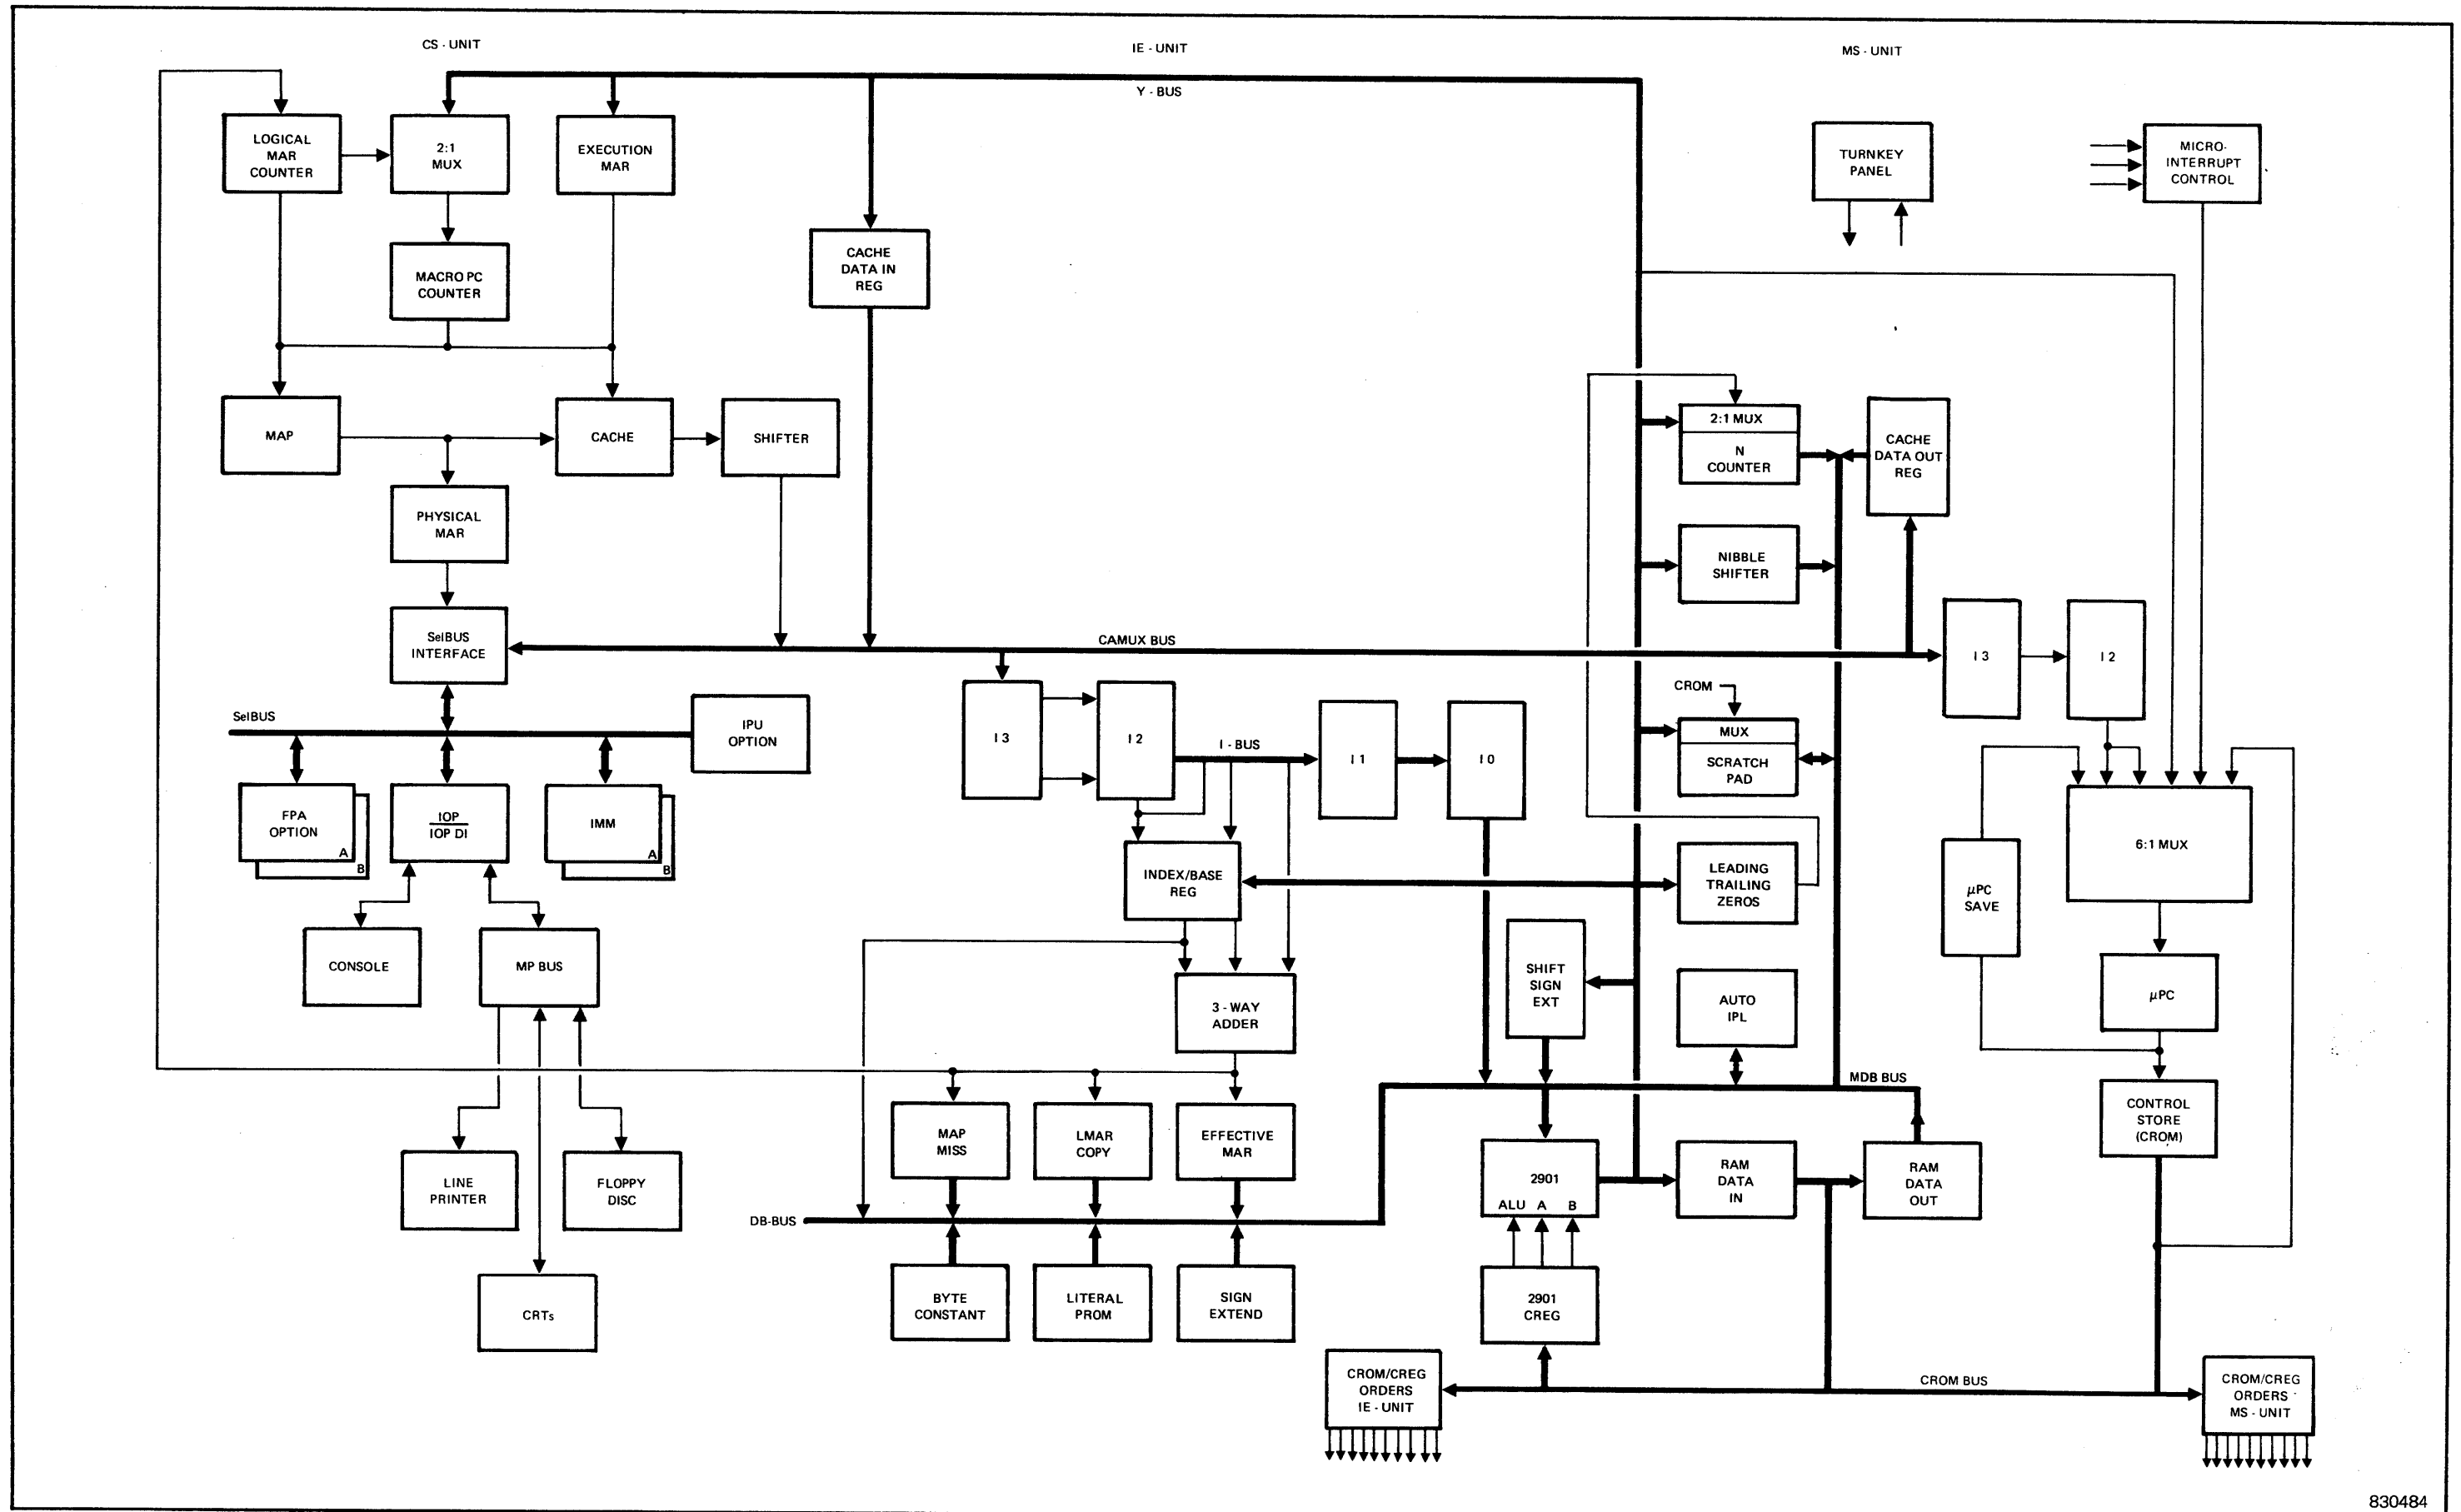 CS - UNIT
IE - UNIT
MS - UNIT
Y - BUS
LOGICAL
MAR
COUNTER
2:1
MUX
EXECUTION
MAR
TURNKEY
PANEL
MICRO-
INTERRUPT
CONTROL
MACRO PC
COUNTER
CACHE
DATA IN
REG
MAP
CACHE
SHIFTER
2:1 MUX
N
COUNTER
CACHE
DATA OUT
REG
PHYSICAL
MAR
NIBBLE
SHIFTER
SelBUS
INTERFACE
CAMUX BUS
I 3
I 2
SelBUS
IPU
OPTION
I 3
I 2
I - BUS
I 1
I 0
CROM
MUX
SCRATCH
PAD
FPA
OPTION
A
B
IOP
IOP DI
IMM
A
B
INDEX/BASE
REG
LEADING
TRAILING
ZEROS
μPC
SAVE
6:1 MUX
CONSOLE
MP BUS
3 - WAY
ADDER
SHIFT
SIGN
EXT
AUTO
IPL
μPC
MDB BUS
MAP
MISS
LMAR
COPY
EFFECTIVE
MAR
CONTROL
STORE
(CROM)
LINE
PRINTER
FLOPPY
DISC
2901
ALU A B
RAM
DATA
IN
RAM
DATA
OUT
DB-BUS
CRTs
BYTE
CONSTANT
LITERAL
PROM
SIGN
EXTEND
2901
CREG
CROM/CREG
ORDERS
IE - UNIT
CROM BUS
CROM/CREG
ORDERS
MS - UNIT
830484